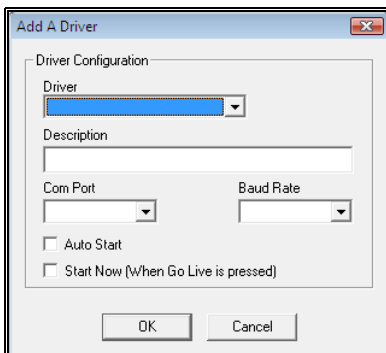 Add A Driver
Driver Configuration
Driver
Description
Com Port Baud Rate
Auto Start
Start Now (When Go Live is pressed)
OK Cancel